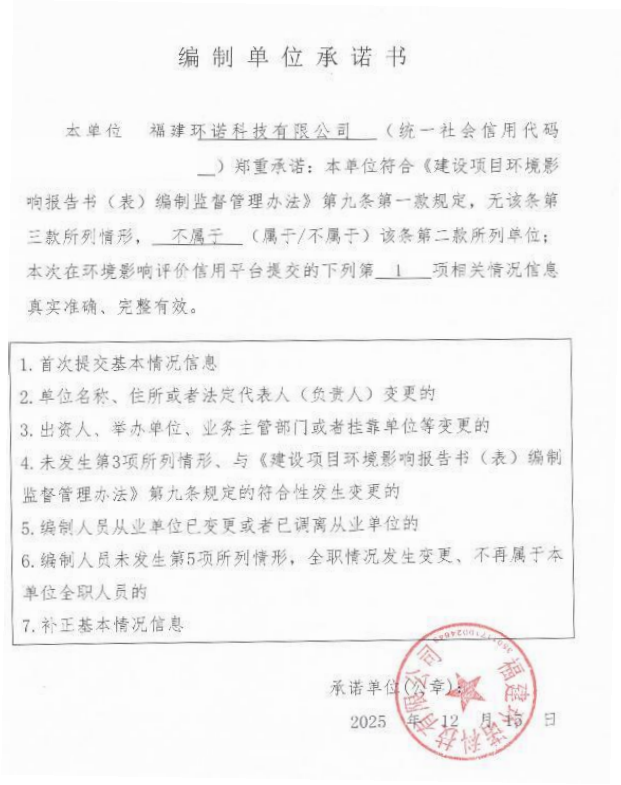 编制单位承诺书
本单位 福建环诺科技有限公司 （统一社会信用代码
）郑重承诺：本单位符合《建设项目环境影
响报告书（表）编制监督管理办法》第九条第一款规定，无该条第
三款所列情形， 不属于 （属于/不属于）该条第二款所列单位；
本次在环境影响评价信用平台提交的下列第 1 项相关情况信息
真实准确、完整有效。
1.首次提交基本情况信息
2.单位名称、住所或者法定代表人（负责人）变更的
3.出资人、举办单位、业务主管部门或者挂靠单位等变更的
4.未发生第3项所列情形、与《建设项目环境影响报告书（表）编制
监督管理办法》第九条规定的符合性发生变更的
5.编制人员从业单位已变更或者已调离从业单位的
6.编制人员未发生第5项所列情形，全职情况发生变更、不再属于本
单位全职人员的
7.补正基本情况信息
承诺单位(公章)：
2025 年 12 月 15 日
福建环诺科技有限公司